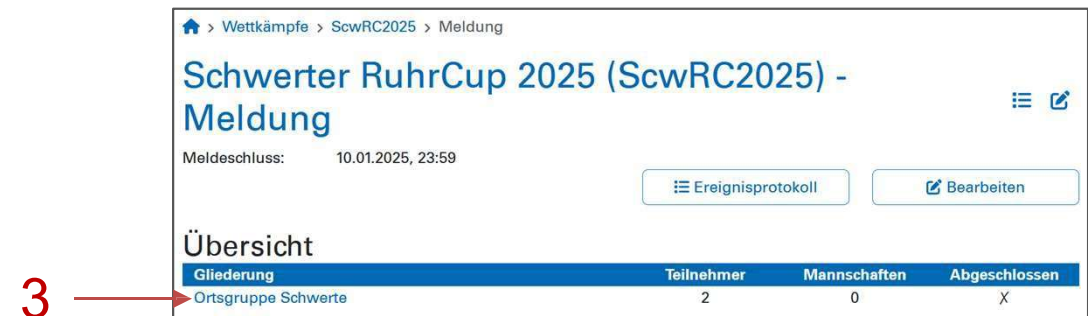 > Wettkämpfe > ScwRC2025 > Meldung
Schwerter RuhrCup 2025 (ScwRC2025) -
Meldung
Meldeschluss: 10.01.2025, 23:59
Ereignisprotokoll Bearbeiten
Übersicht
Gliederung Teilnehmer Mannschaften Abgeschlossen
3 Ortsgruppe Schwerte 2 0 X